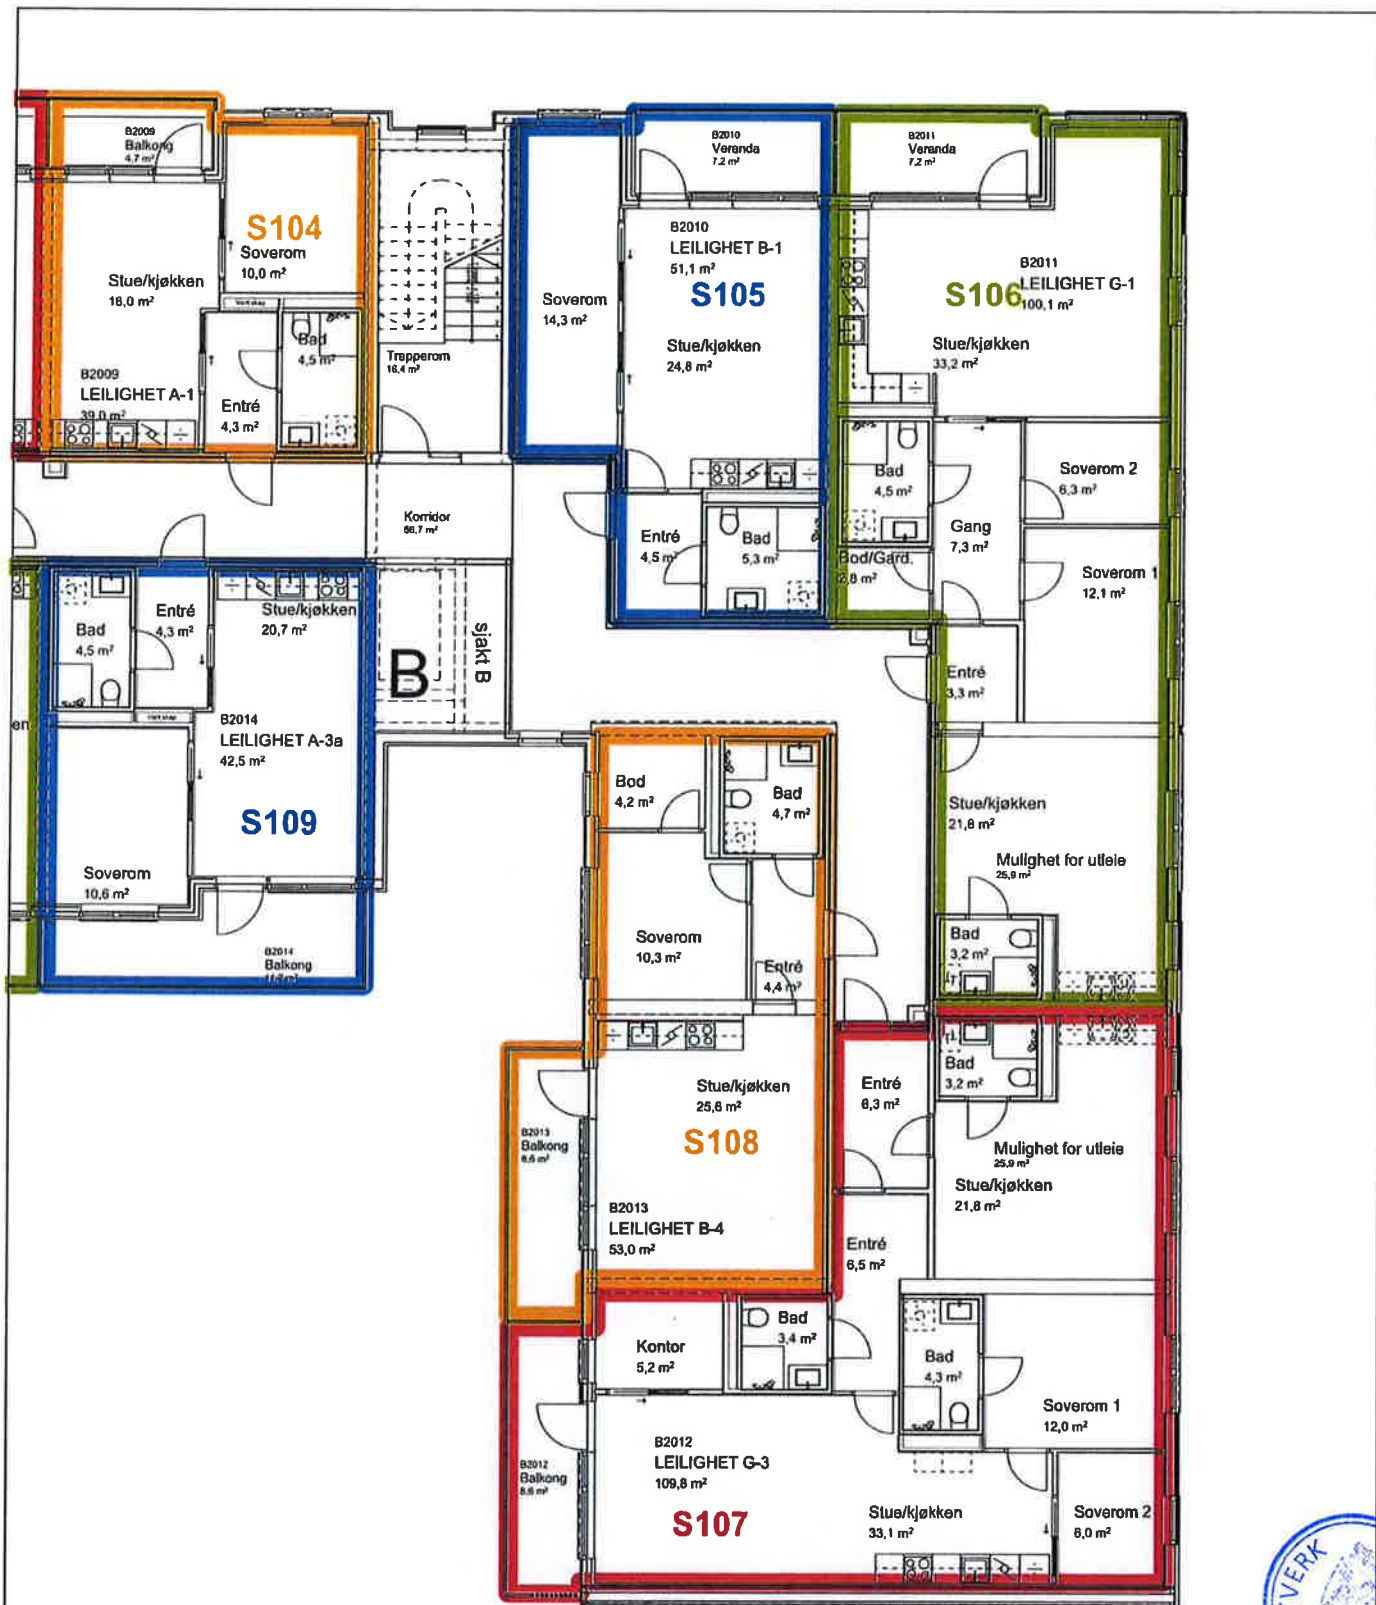 B2009
Balkong
4,7 m²
S104
Soverom
10,0 m²
Stue/kjøkken
18,0 m²
B2009
LEILIGHET A-1
39,0 m²
Entré
4,3 m²
Bad
4,5 m²
Trapperom
16,4 m²
Soverom
14,3 m²
B2010
Veranda
7,2 m²
B2010
LEILIGHET B-1
51,1 m²
S105
Stue/kjøkken
24,8 m²
Entré
4,5 m²
Bad
5,3 m²
B2011
Veranda
7,2 m²
B2011
LEILIGHET G-1
100,1 m²
S106
Stue/kjøkken
33,2 m²
Bad
4,5 m²
Soverom 2
6,3 m²
Gang
7,3 m²
Bod/Gard.
2,8 m²
Soverom 1
12,1 m²
Entré
3,3 m²
Stue/kjøkken
21,8 m²
Mulighet for utleie
25,9 m²
Bad
3,2 m²
Korridor
Bad
4,5 m²
Entré
4,3 m²
Stue/kjøkken
20,7 m²
B
sjakt B
en
B2014
LEILIGHET A-3a
42,5 m²
S109
Soverom
10,6 m²
B2014
Balkong
Bod
4,2 m²
Bad
4,7 m²
Soverom
10,3 m²
Entré
4,4 m²
Stue/kjøkken
25,6 m²
S108
B2013
Balkong
B2013
LEILIGHET B-4
53,0 m²
Entré
Bad
3,2 m²
Mulighet for utleie
25,9 m²
Stue/kjøkken
21,8 m²
Entré
6,5 m²
Kontor
5,2 m²
Bad
3,4 m²
Bad
4,3 m²
Soverom 1
12,0 m²
B2012
LEILIGHET G-3
109,8 m²
B2012
Balkong
S107
Stue/kjøkken
33,1 m²
Soverom 2
6,0 m²
VERK